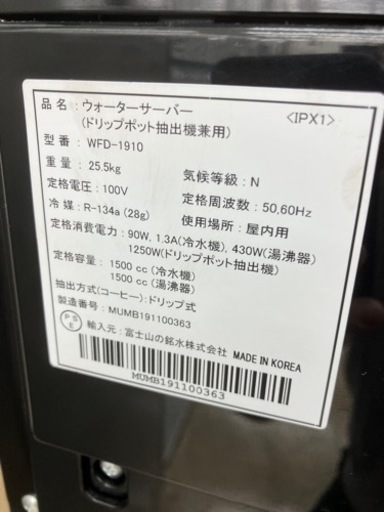 品 名 : ウォーターサーバー
(ドリップポット抽出機兼用)
<IPX1>
型 番 : WFD-1910
重 量 : 25.5kg
気候等級 : N
定格電圧 : 100V
定格周波数 : 50,60Hz
冷 媒 : R-134a (28g)
使用場所 : 屋内用
定格消費電力 : 90W, 1.3A(冷水機), 430W(湯沸器)
1250W(ドリップポット抽出機)
定格容量 : 1500 cc (冷水機)
1500 cc (湯沸器)
抽出方式(コーヒー) : ドリップ式
製造番号 : MUMB191100363
P S
E
輸入元 : 富士山の銘水株式会社 MADE IN KOREA
MUMB191100363